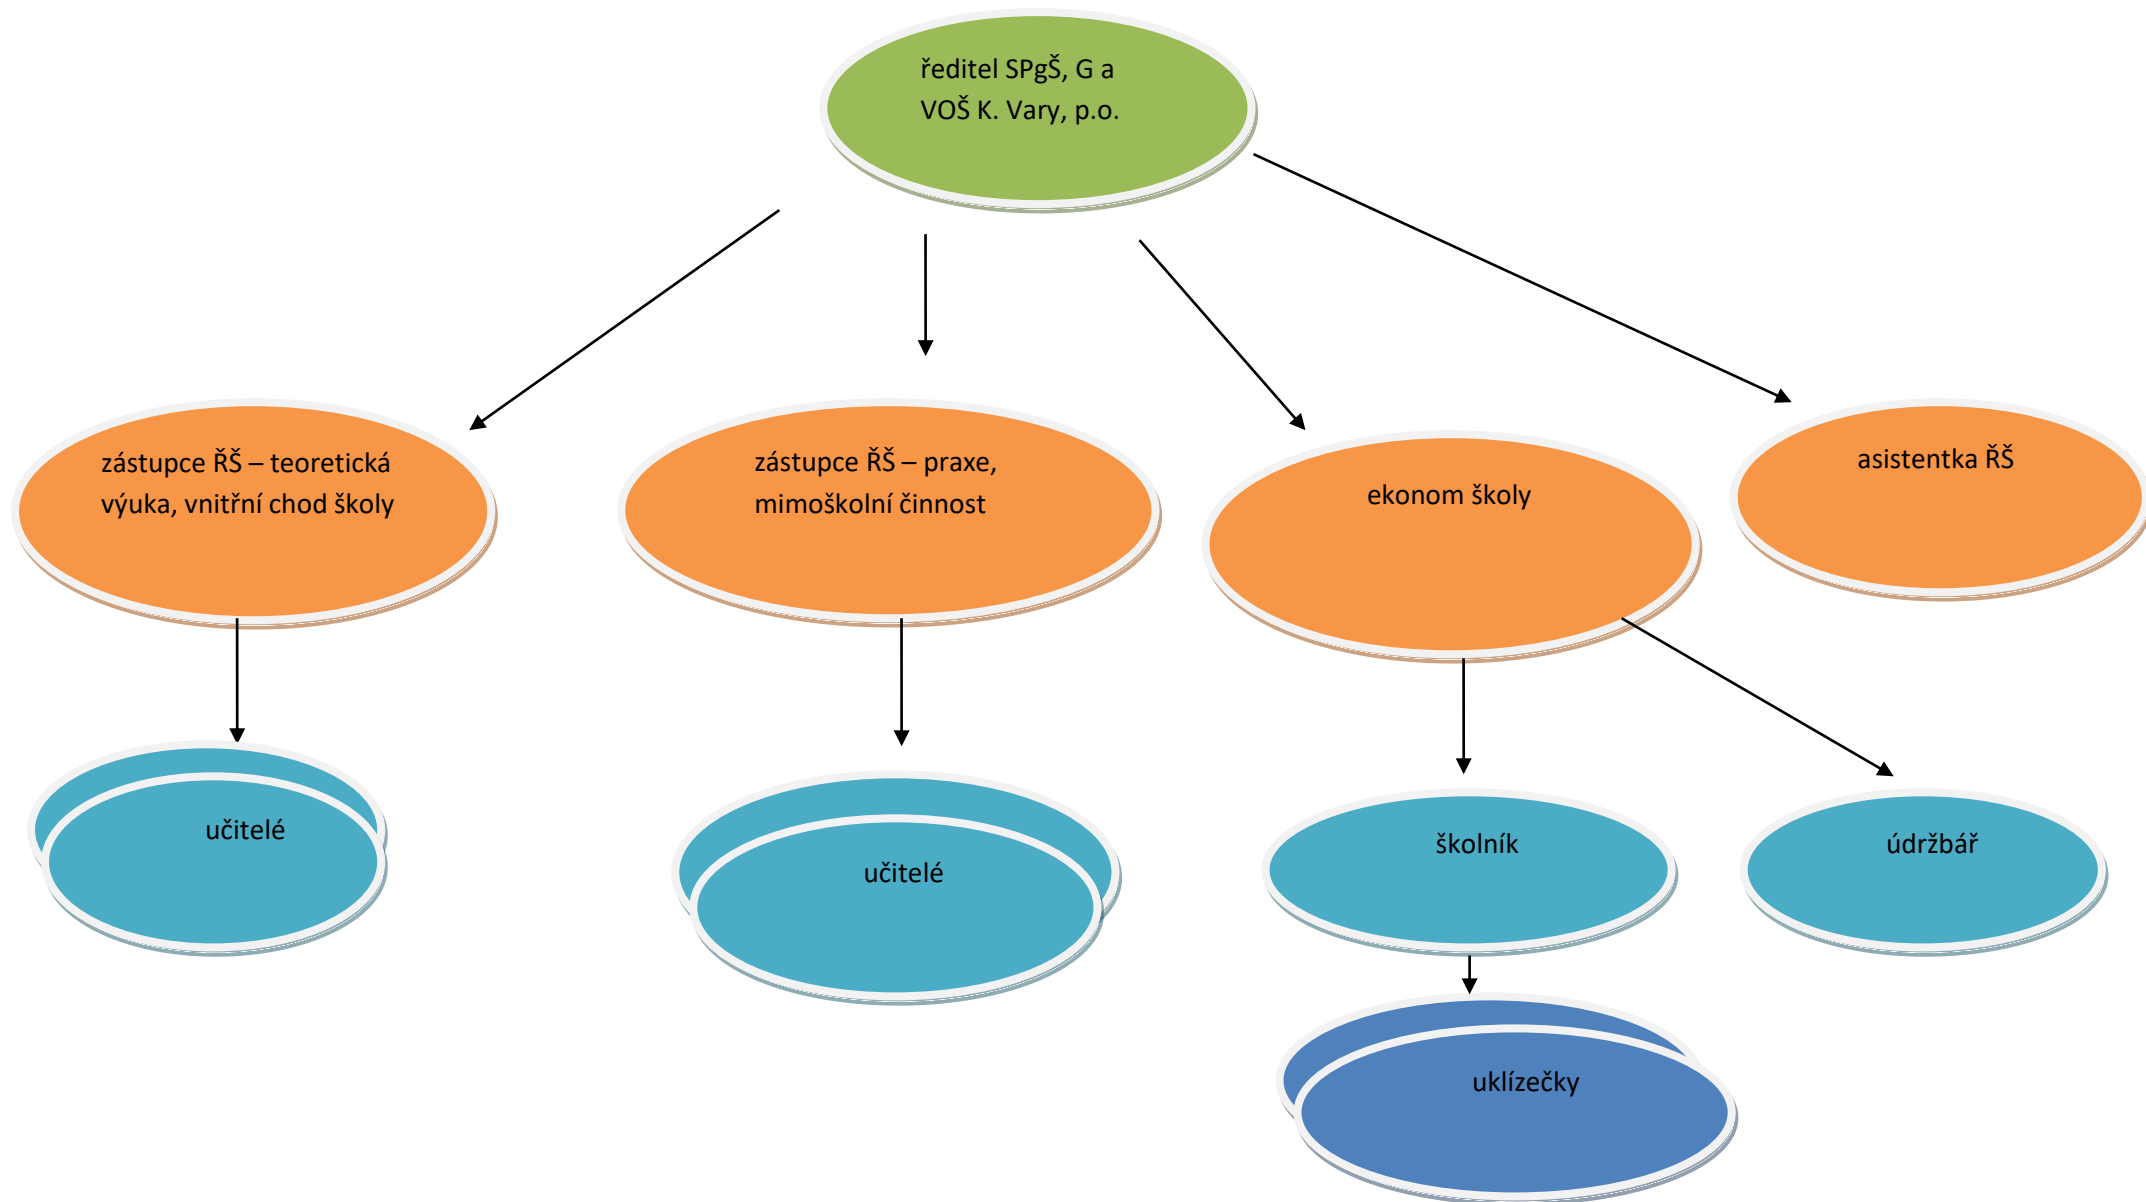 ředitel SPgŠ, G a
VOŠ K. Vary, p.o.
zástupce ŘŠ – teoretická
výuka, vnitřní chod školy
zástupce ŘŠ – praxe,
mimoškolní činnost
ekonom školy
asistentka ŘŠ
učitelé
učitelé
školník
údržbář
uklízečky